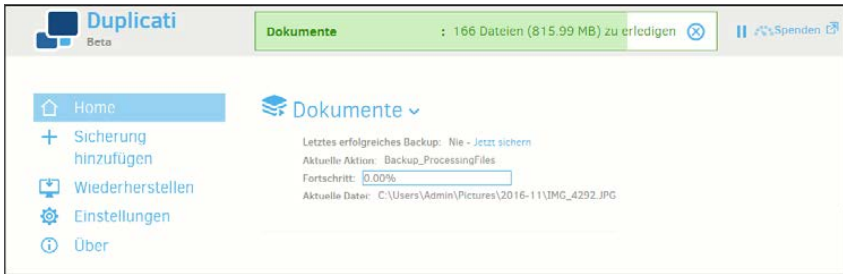 Duplicati
Beta
Dokumente : 166 Dateien (815.99 MB) zu erledigen
Spenden
Home
Sicherung
hinzufügen
Wiederherstellen
Einstellungen
Über
Dokumente
Letztes erfolgreiches Backup: Nie - Jetzt sichern
Aktuelle Aktion: Backup_ProcessingFiles
Fortschritt: 0.00%
Aktuelle Datei: C:\Users\Admin\Pictures\2016-11\IMG_4292.JPG